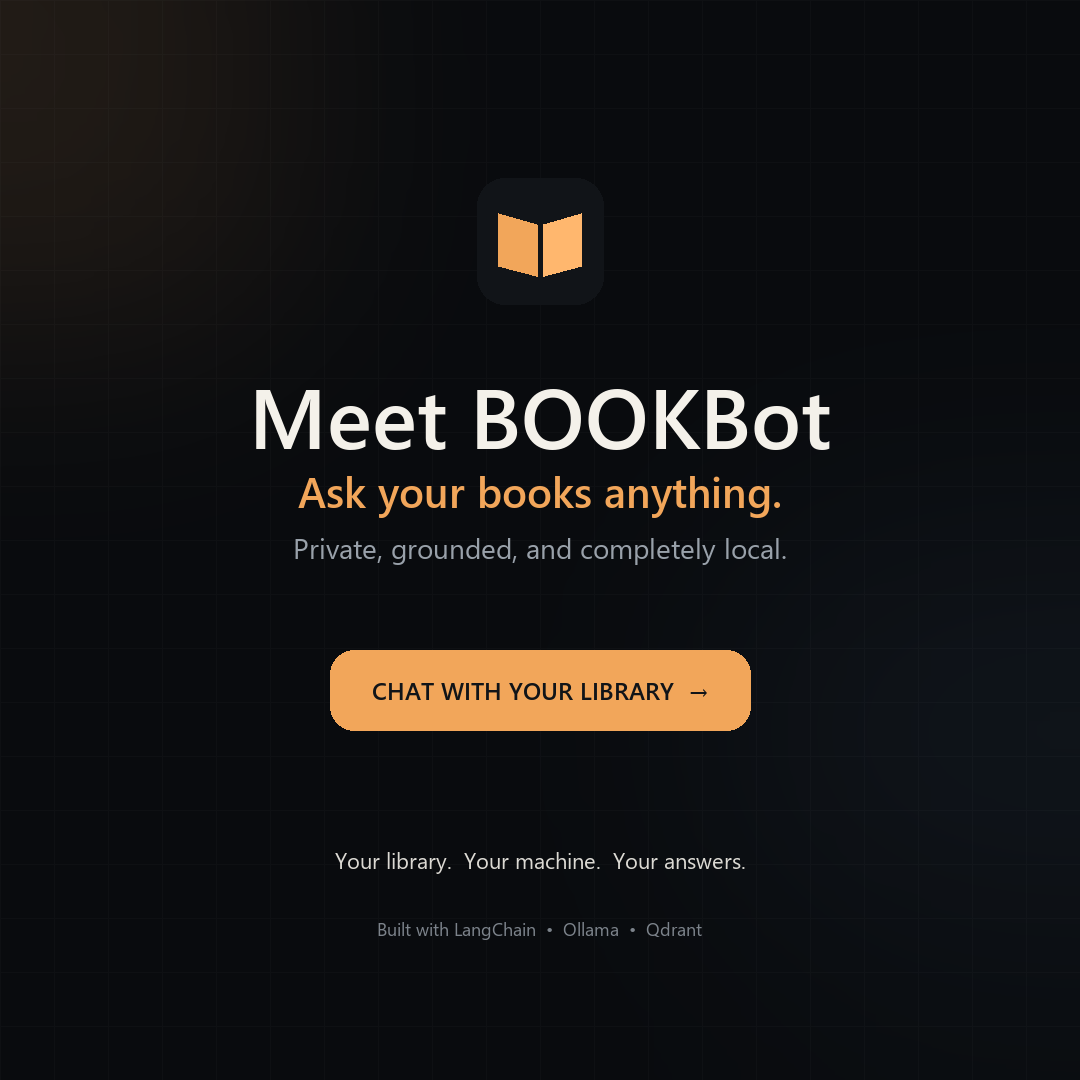 Meet BOOKBot
Ask your books anything.
Private, grounded, and completely local.
CHAT WITH YOUR LIBRARY →
Your library. Your machine. Your answers.
Built with LangChain • Ollama • Qdrant